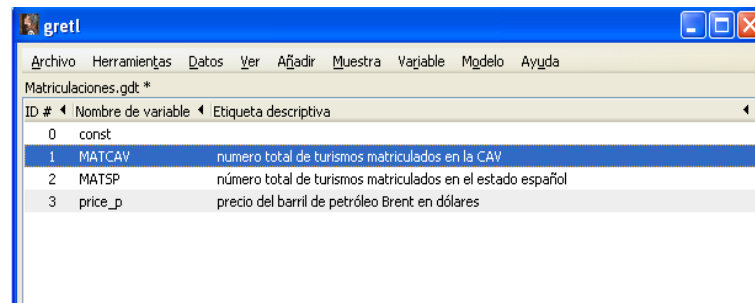 gretl
Archivo Herramientas Datos Ver Añadir Muestra Variable Modelo Ayuda
Matriculaciones.gdt *
ID # Nombre de variable Etiqueta descriptiva
0 const
1 MATCAV numero total de turismos matriculados en la CAV
2 MATSP número total de turismos matriculados en el estado español
3 price_p precio del barril de petróleo Brent en dólares